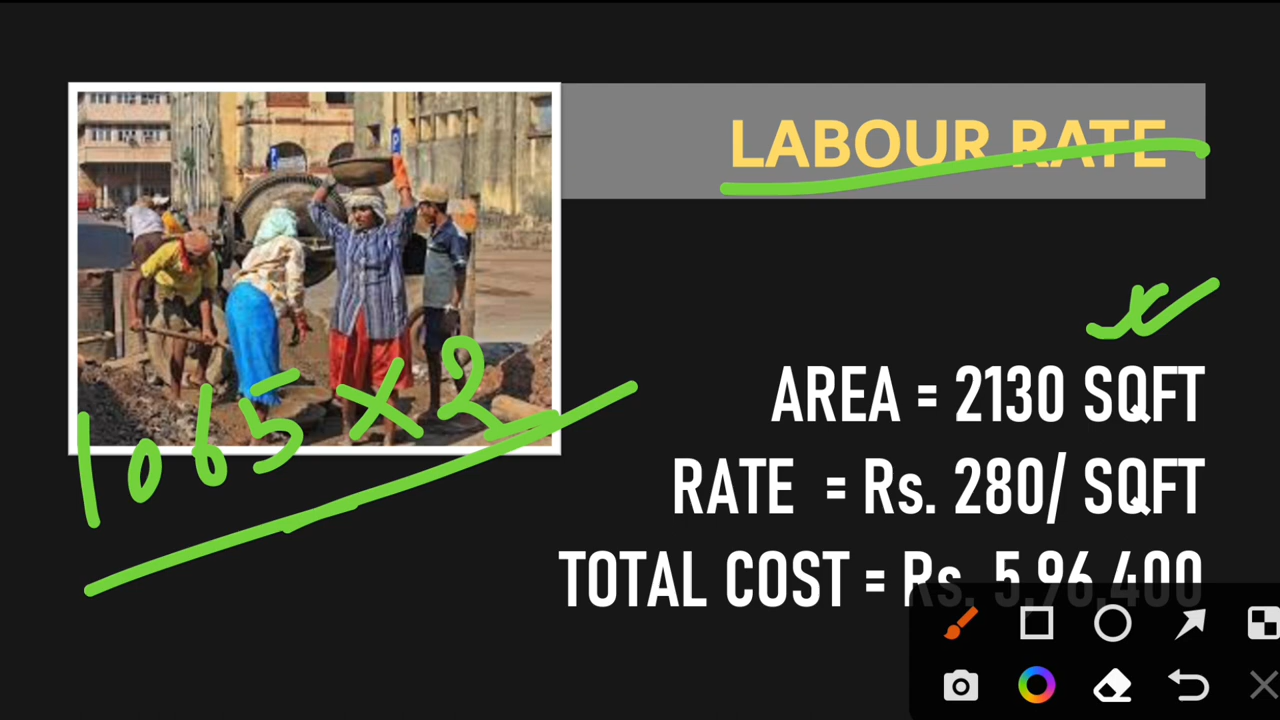 LABOUR RATE
AREA = 2130 SQFT
1065 x 2
RATE = Rs. 280/ SQFT
TOTAL COST = Rs. 5,96,400